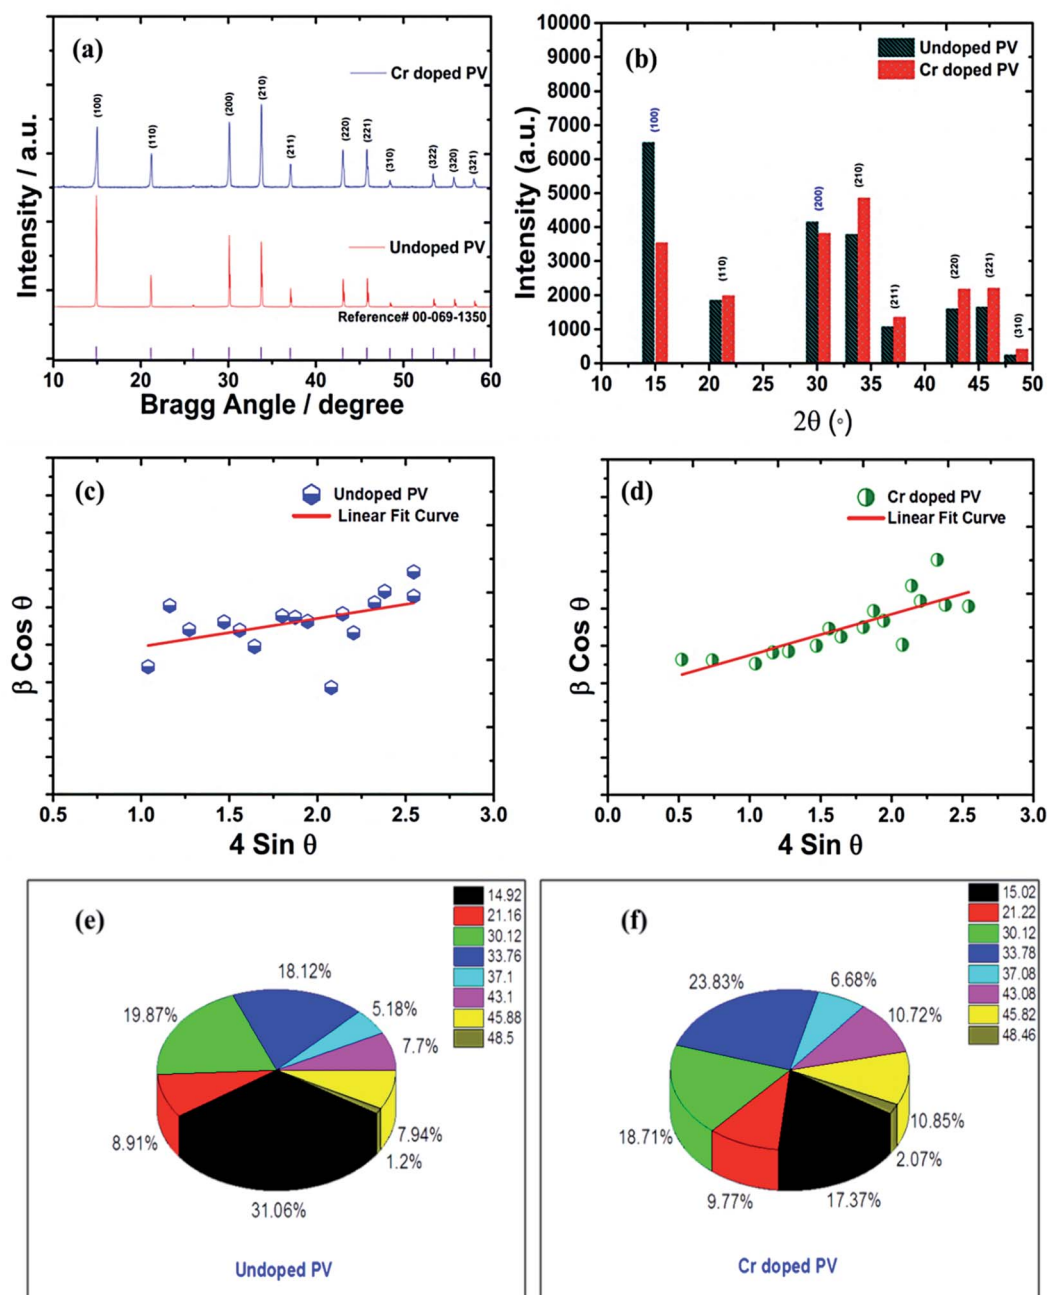 (a)
Cr doped PV
(100)
(110)
(200)
(210)
(211)
(220)
(221)
(310)
(322)
(320)
(321)
Undoped PV
Reference# 00-069-1350
Intensity / a.u.
10 20 30 40 50 60
Bragg Angle / degree
(b)
Undoped PV
Cr doped PV
10000
9000
8000
7000
6000
5000
4000
3000
2000
1000
0
(100)
(110)
(200)
(210)
(211)
(220)
(221)
(310)
Intensity (a.u.)
10 15 20 25 30 35 40 45 50
2θ (◦)
(c)
Undoped PV
Linear Fit Curve
β Cos θ
0.5 1.0 1.5 2.0 2.5 3.0
4 Sin θ
(d)
Cr doped PV
Linear Fit Curve
β Cos θ
0.0 0.5 1.0 1.5 2.0 2.5 3.0
4 Sin θ
(e)
14.92
21.16
30.12
33.76
37.1
43.1
45.88
48.5
18.12%
5.18%
19.87%
7.7%
8.91%
7.94%
1.2%
31.06%
Undoped PV
(f)
15.02
21.22
30.12
33.78
37.08
43.08
45.82
48.46
23.83%
6.68%
10.72%
18.71%
10.85%
2.07%
9.77%
17.37%
Cr doped PV